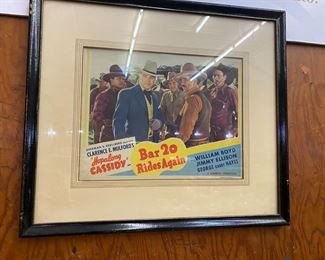 CLARENCE E. MULFORD'S
Hopalong
CASSIDY
Bar 20
Rides Again
WILLIAM BOYD
JIMMY ELLISON
GEORGE GABBY HAYES